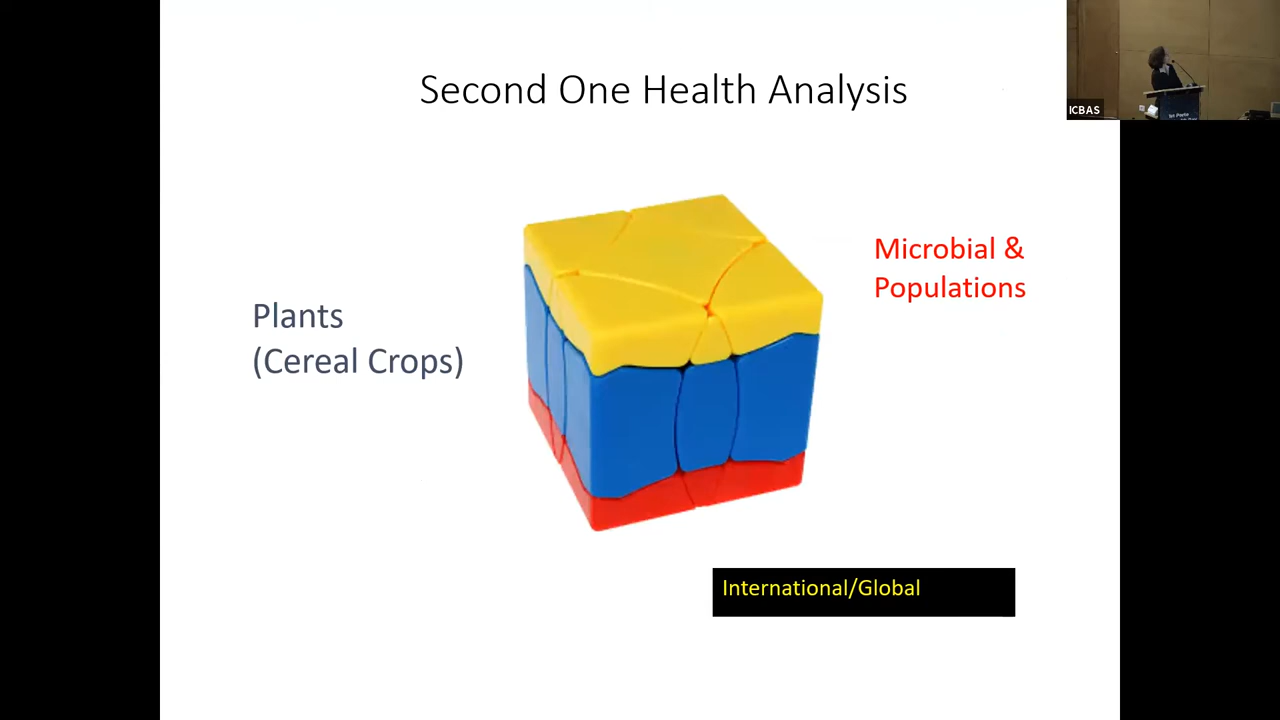 Second One Health Analysis
ICBAS
Microbial &
Populations
Plants
(Cereal Crops)
International/Global